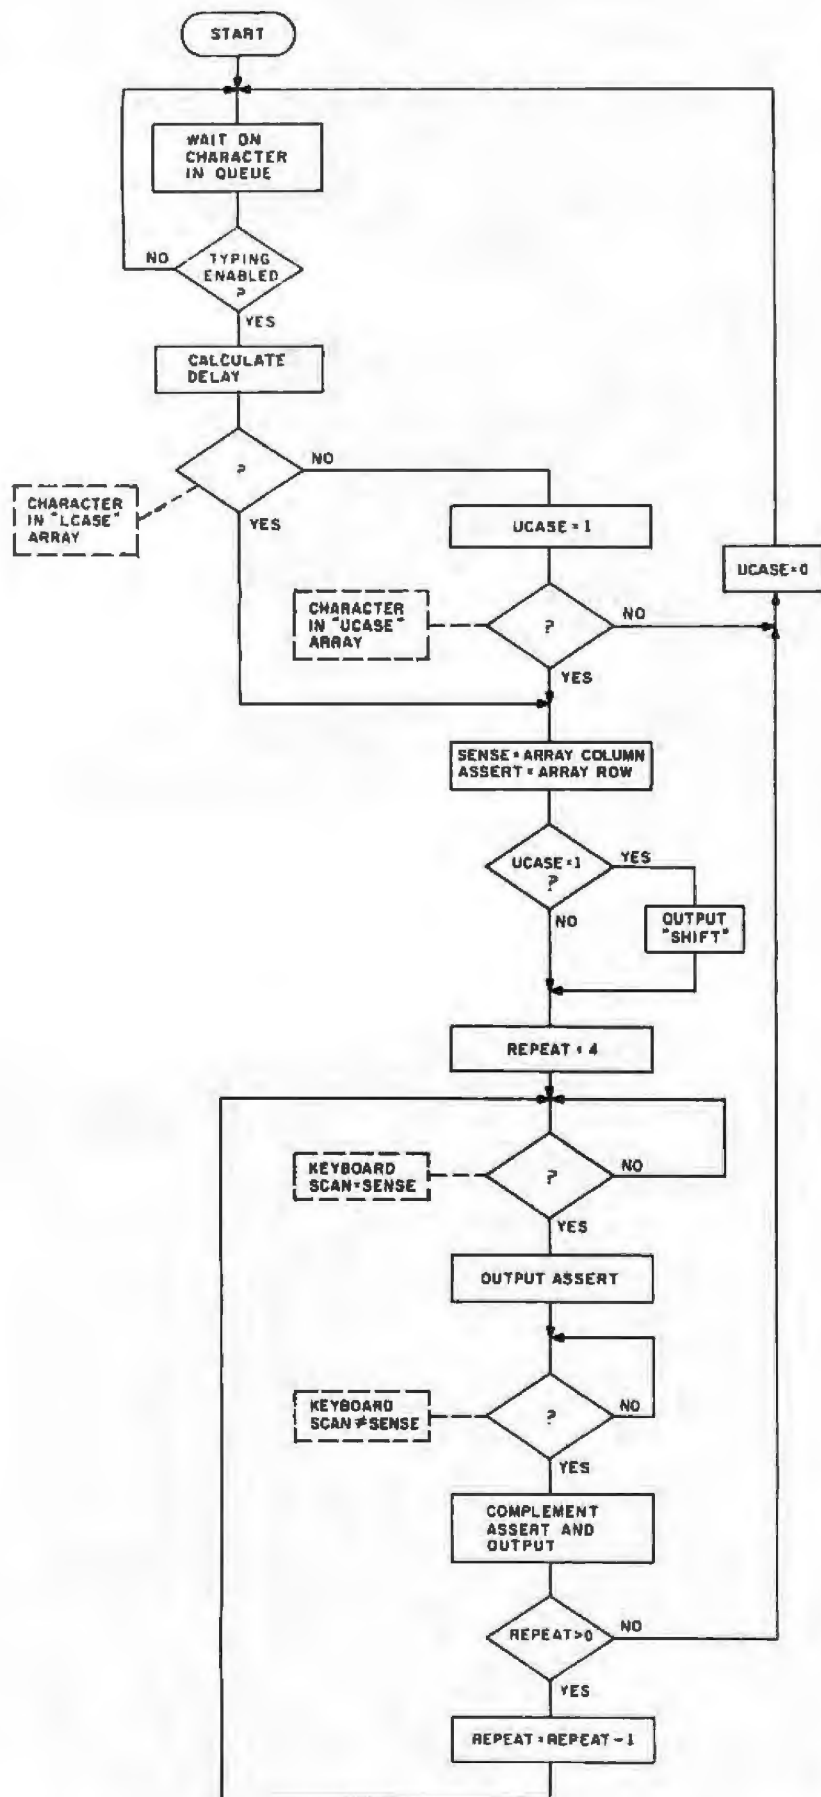 START
WAIT ON
CHARACTER
IN QUEUE
TYPING
ENABLED
?
NO
YES
CALCULATE
DELAY
?
NO
YES
CHARACTER
IN "LCASE"
ARRAY
UCASE=1
UCASE=0
CHARACTER
IN "UCASE"
ARRAY
?
NO
YES
SENSE=ARRAY COLUMN
ASSERT=ARRAY ROW
UCASE=1
?
YES
NO
OUTPUT
"SHIFT"
REPEAT=4
KEYBOARD
SCAN=SENSE
?
NO
YES
OUTPUT ASSERT
KEYBOARD
SCAN≠SENSE
?
NO
YES
COMPLEMENT
ASSERT AND
OUTPUT
REPEAT>0
NO
YES
REPEAT=REPEAT-1